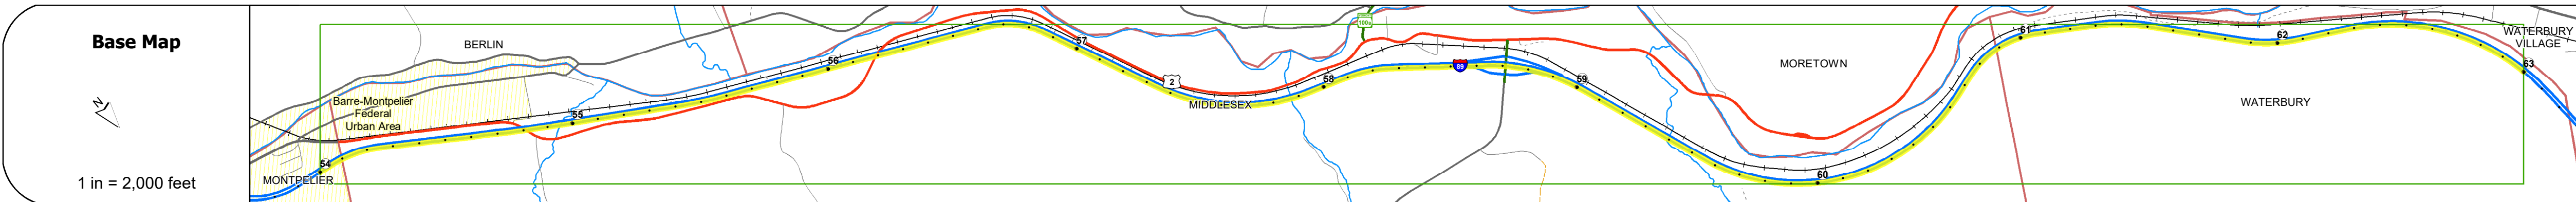 Base Map
N
1 in = 2,000 feet
BERLIN
Barre-Montpelier
Federal
Urban Area
MONTPELIER
54
55
56
57
2
MIDDLESEX
58
100B
89
59
MORETOWN
60
61
WATERBURY
62
WATERBURY
VILLAGE
63